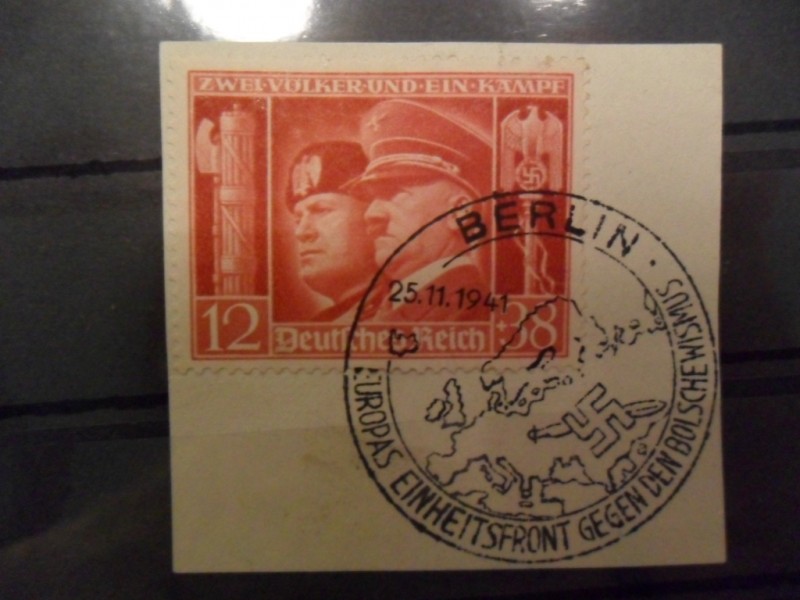 ZWEI·VÖLKER·UND·EIN·KAMPF
12 Deutsches Reich +38
BERLIN ·
25.11.1941
EUROPAS EINHEITSFRONT GEGEN DEN BOLSCHEWISMUS